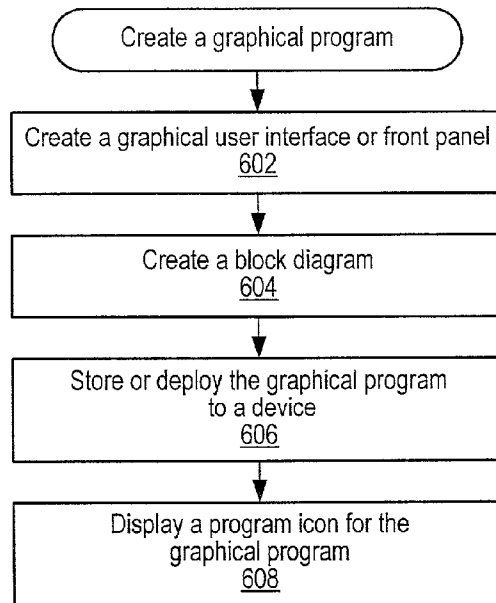 Create a graphical program
Create a graphical user interface or front panel
602
Create a block diagram
604
Store or deploy the graphical program
to a device
606
Display a program icon for the
graphical program
608